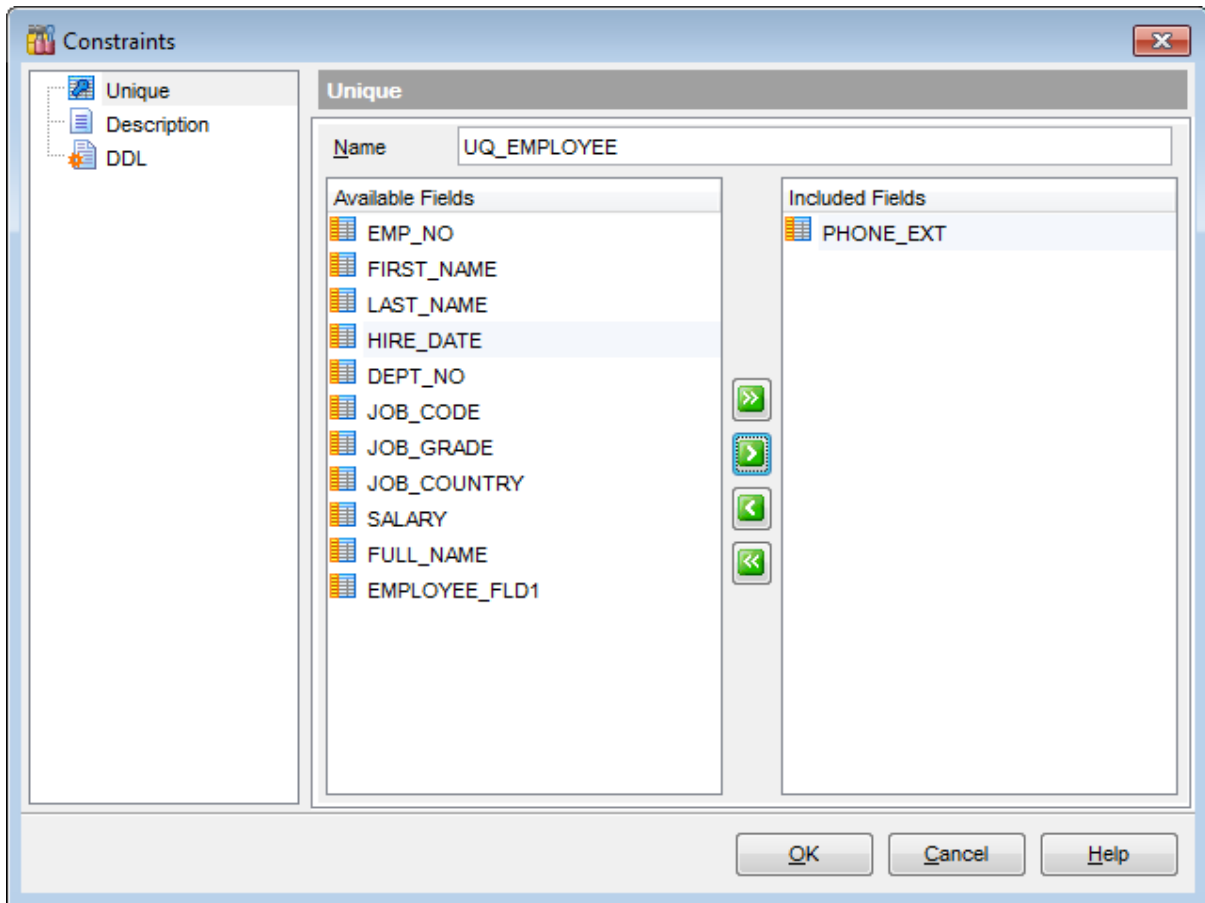 Constraints
Unique
Description
DDL
Unique
Name UQ_EMPLOYEE
Available Fields
EMP_NO
FIRST_NAME
LAST_NAME
HIRE_DATE
DEPT_NO
JOB_CODE
JOB_GRADE
JOB_COUNTRY
SALARY
FULL_NAME
EMPLOYEE_FLD1
Included Fields
PHONE_EXT
OK Cancel Help